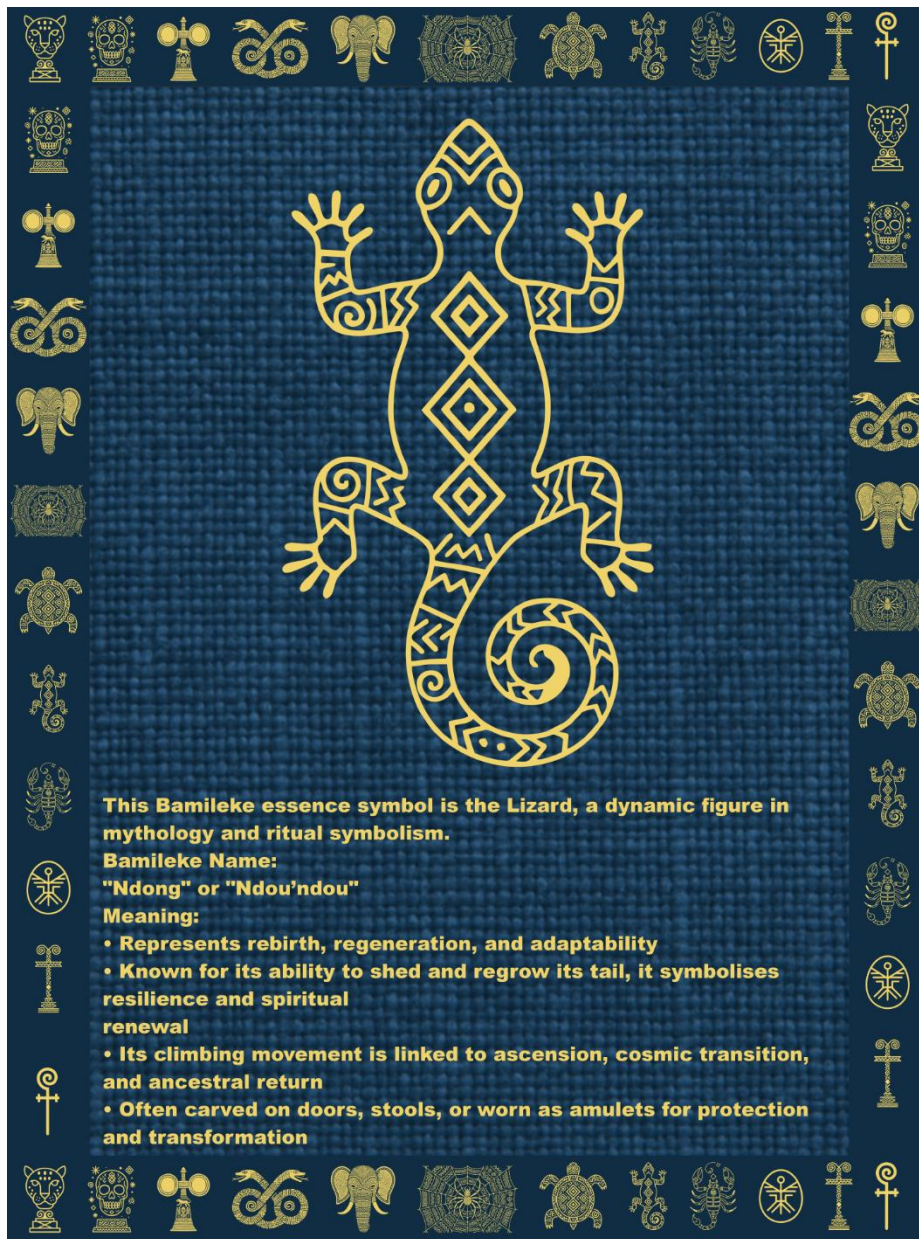 This Bamileke essence symbol is the Lizard, a dynamic figure in
mythology and ritual symbolism.
Bamileke Name:
"Ndong" or "Ndou’ndou"
Meaning:
• Represents rebirth, regeneration, and adaptability
• Known for its ability to shed and regrow its tail, it symbolises
resilience and spiritual
renewal
• Its climbing movement is linked to ascension, cosmic transition,
and ancestral return
• Often carved on doors, stools, or worn as amulets for protection
and transformation